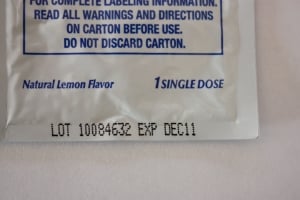 FOR COMPLETE LABELING INFORMATION.
READ ALL WARNINGS AND DIRECTIONS
ON CARTON BEFORE USE.
DO NOT DISCARD CARTON.
Natural Lemon Flavor 1 SINGLE DOSE
LOT 10084632 EXP DEC11